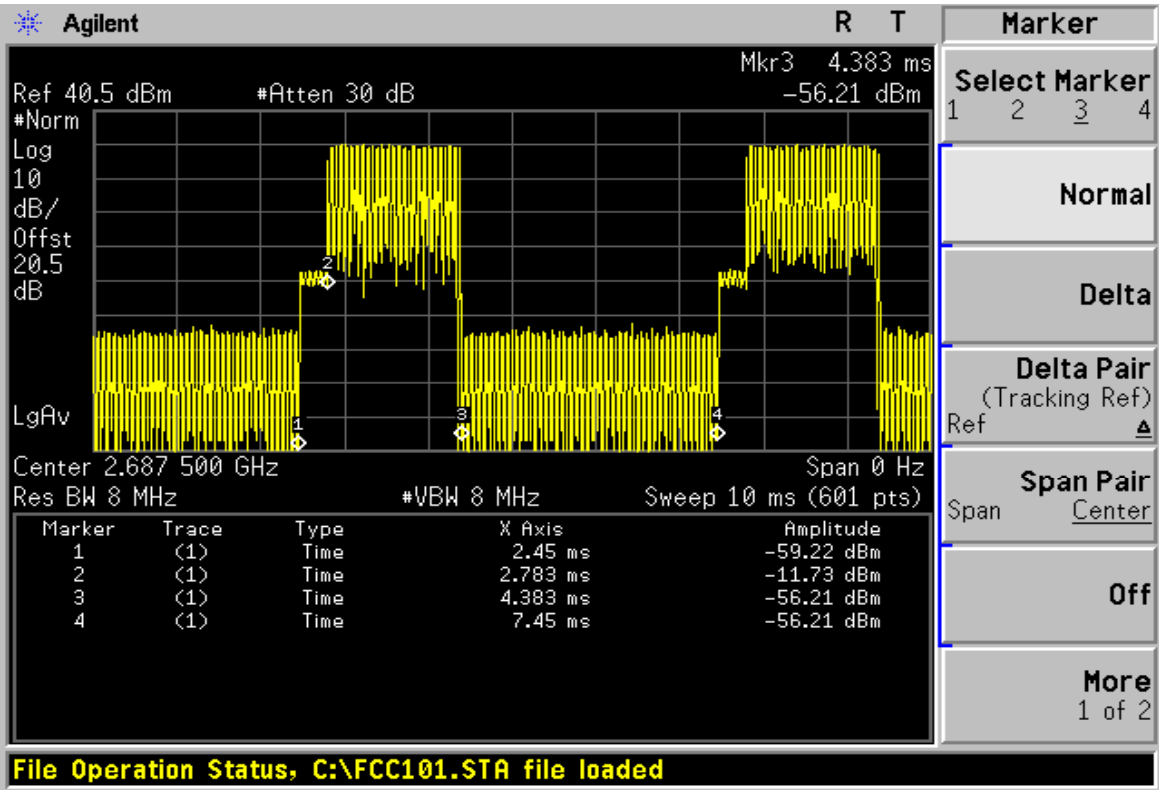 Agilent R T
Mkr3 4.383 ms
Ref 40.5 dBm #Atten 30 dB -56.21 dBm
#Norm
Log
10
dB/
Offst
20.5
dB
LgAv
2
1
3
4
Center 2.687 500 GHz Span 0 Hz
Res BW 8 MHz #VBW 8 MHz Sweep 10 ms (601 pts)
Marker Trace Type X Axis Amplitude
1 (1) Time 2.45 ms -59.22 dBm
2 (1) Time 2.783 ms -11.73 dBm
3 (1) Time 4.383 ms -56.21 dBm
4 (1) Time 7.45 ms -56.21 dBm
File Operation Status, C:\FCC101.STA file loaded
Marker
Select Marker
1 2 3 4
Normal
Delta
Delta Pair
(Tracking Ref)
Ref Δ
Span Pair
Span Center
Off
More
1 of 2